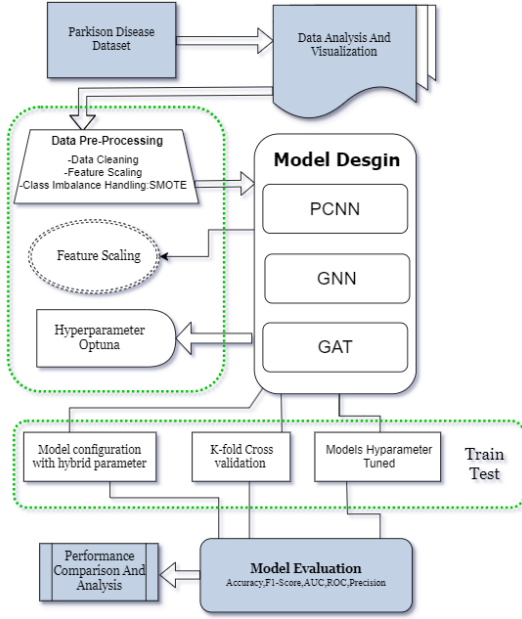 Parkison Disease
Dataset
Data Analysis And
Visualization
Data Pre-Processing
-Data Cleaning
-Feature Scaling
-Class Imbalance Handling:SMOTE
Model Desgin
PCNN
GNN
GAT
Feature Scaling
Hyperparameter
Optuna
Model configuration
with hybrid parameter
K-fold Cross
validation
Models Hyparameter
Tuned
Train
Test
Model Evaluation
Accuracy,F1-Score,AUC,ROC,Precision
Performance
Comparison And
Analysis